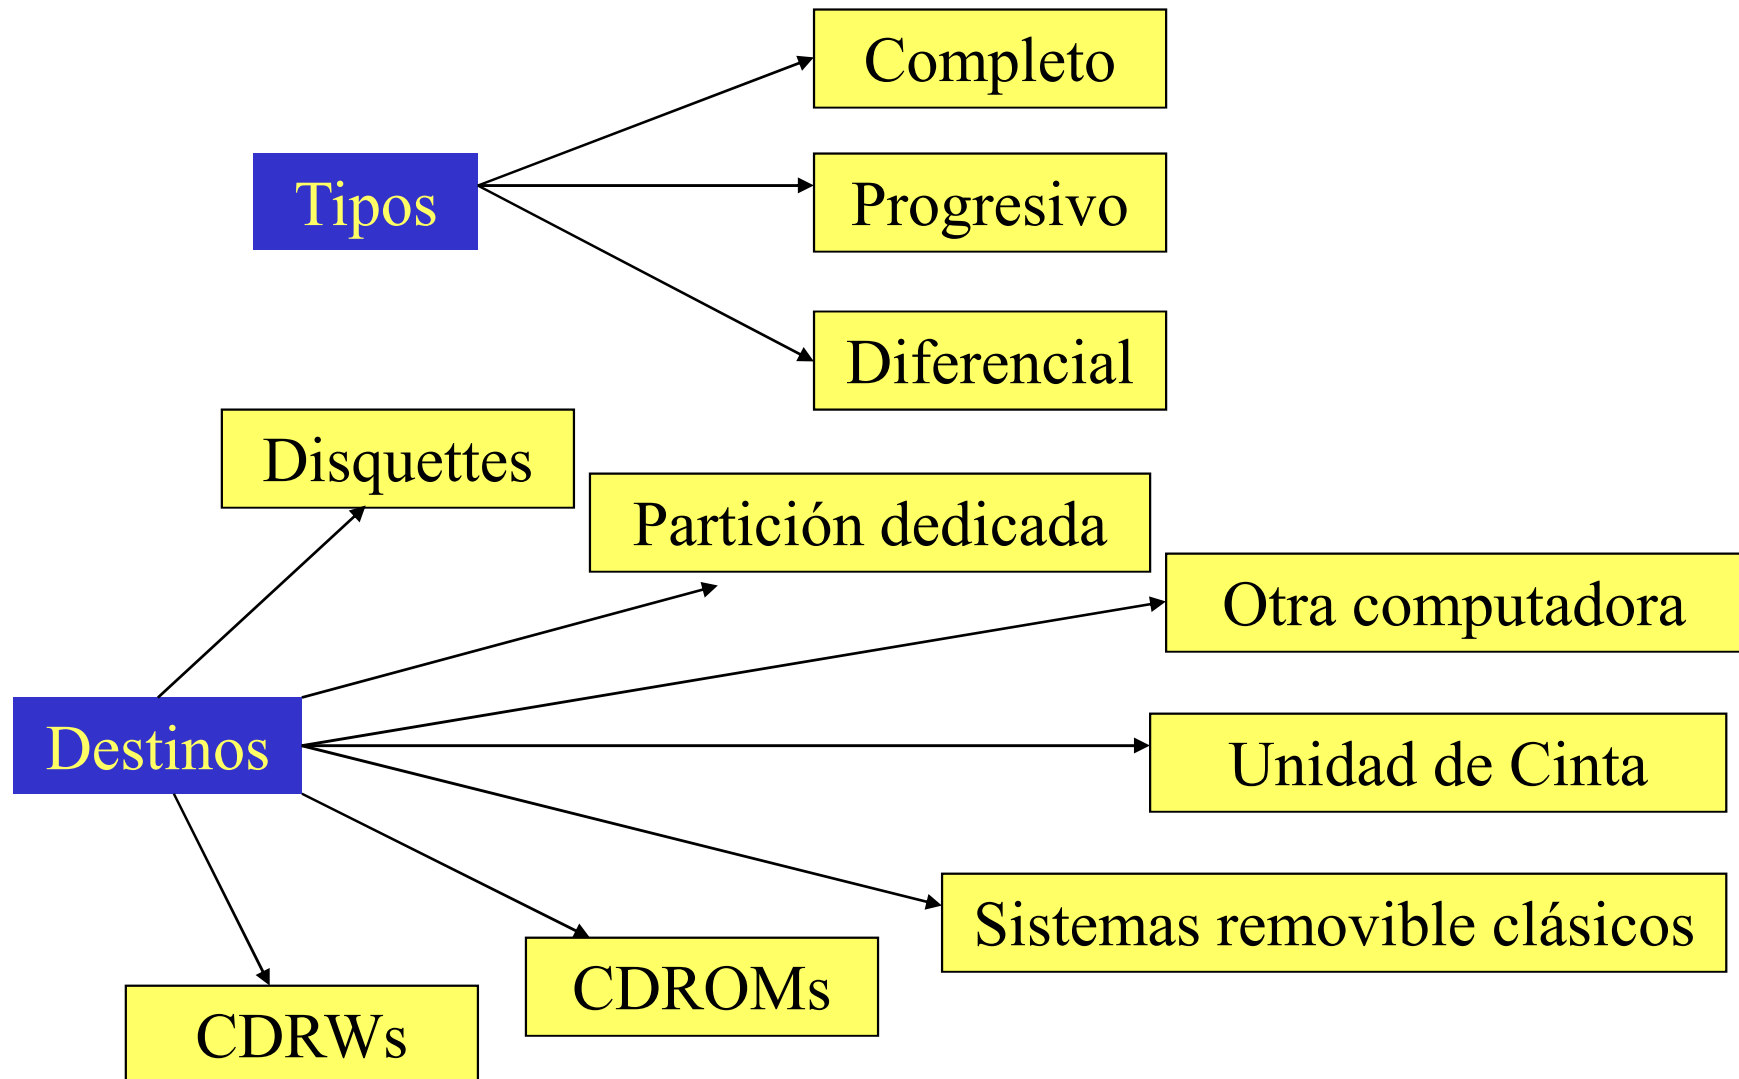 Completo
Tipos
Progresivo
Diferencial
Disquettes
Partición dedicada
Otra computadora
Destinos
Unidad de Cinta
Sistemas removible clásicos
CDROMs
CDRWs